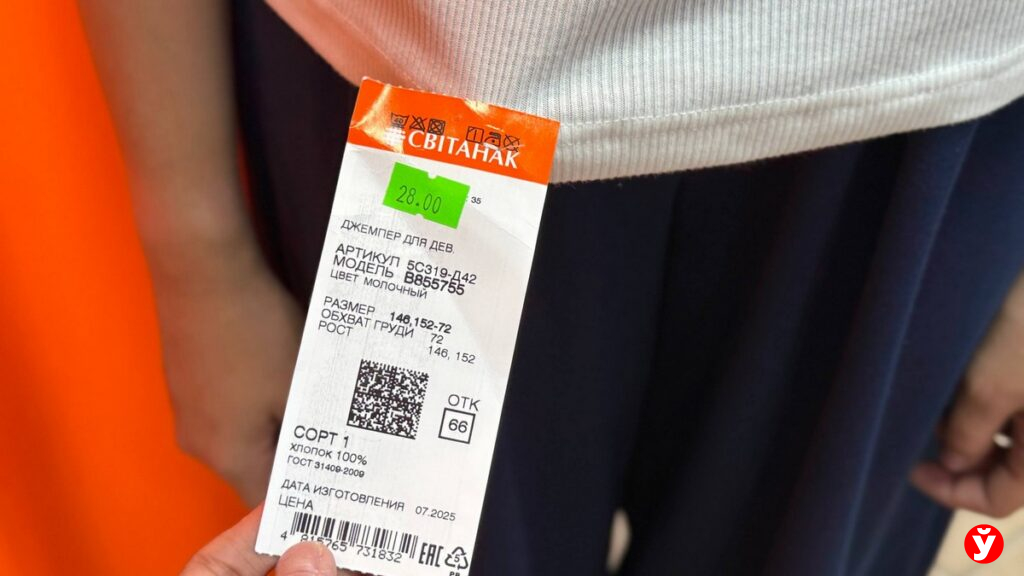 40
СВІТАНАК
28.00
35
ДЖЕМПЕР ДЛЯ ДЕВ.
АРТИКУЛ 5С319-Д42
МОДЕЛЬ В855755
ЦВЕТ МОЛОЧНЫЙ
РАЗМЕР 146,152-72
ОБХВАТ ГРУДИ 72
РОСТ 146, 152
ОТК
66
СОРТ 1
ХЛОПОК 100%
ГОСТ 31409-2009
ДАТА ИЗГОТОВЛЕНИЯ 07.2025
ЦЕНА
731832
EAC
Ў